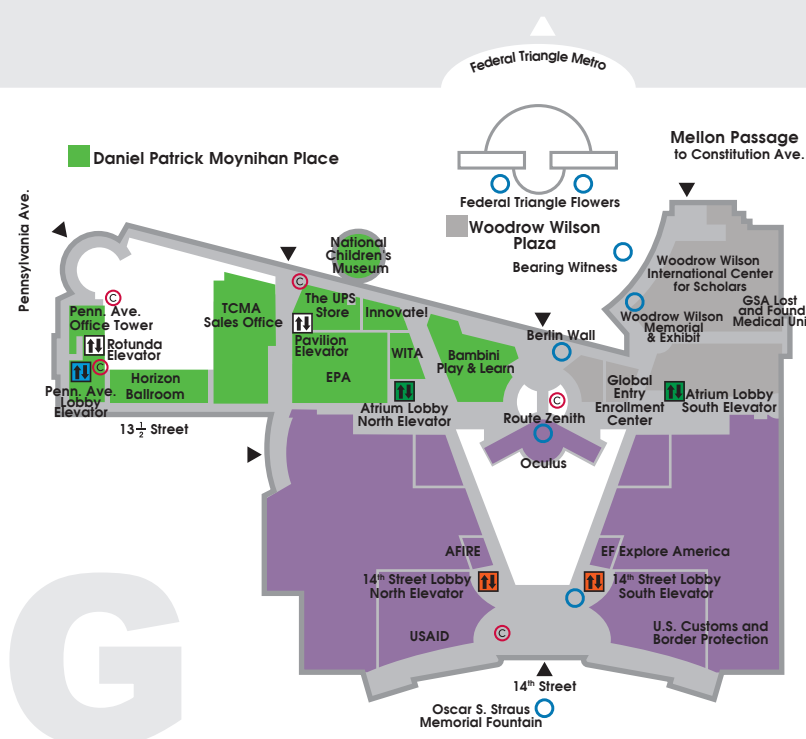 Federal Triangle Metro
Mellon Passage
to Constitution Ave.
Daniel Patrick Moynihan Place
Federal Triangle Flowers
Woodrow Wilson
Plaza
Pennsylvania Ave.
National
Children's
Museum
Bearing Witness
Woodrow Wilson
International Center
for Scholars
GSA Lost
and Found
Medical Uni
Woodrow Wilson
Memorial
& Exhibit
C
C
Penn. Ave.
Office Tower
TCMA
Sales Office
The UPS
Store
Innovate!
Berlin Wall
Rotunda
Elevator
Pavilion
Elevator
WITA
Bambini
Play & Learn
C
Penn. Ave.
Lobby
Elevator
Horizon
Ballroom
EPA
Global
Entry
Enrollment
Center
Atrium Lobby
South Elevator
C
Atrium Lobby
North Elevator
Route Zenith
13 1/2 Street
Oculus
AFIRE
EF Explore America
14th Street Lobby
North Elevator
14th Street Lobby
South Elevator
USAID
C
U.S. Customs and
Border Protection
14th Street
Oscar S. Straus
Memorial Fountain
G